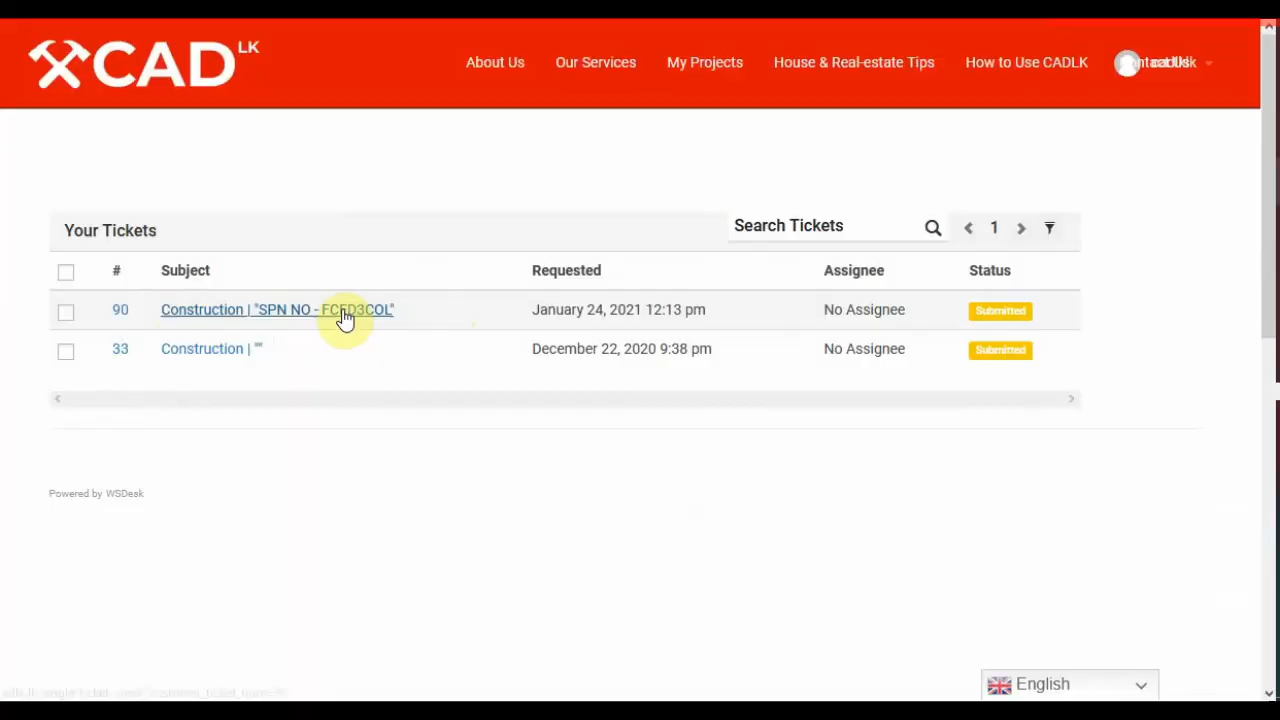 CAD LK
About Us Our Services My Projects House & Real-estate Tips How to Use CADLK
Your Tickets Search Tickets 1
# Subject Requested Assignee Status
90 Construction | "SPN NO - FCFD3COL" January 24, 2021 12:13 pm No Assignee Submitted
33 Construction | "" December 22, 2020 9:38 pm No Assignee Submitted
Powered by WSDesk
English